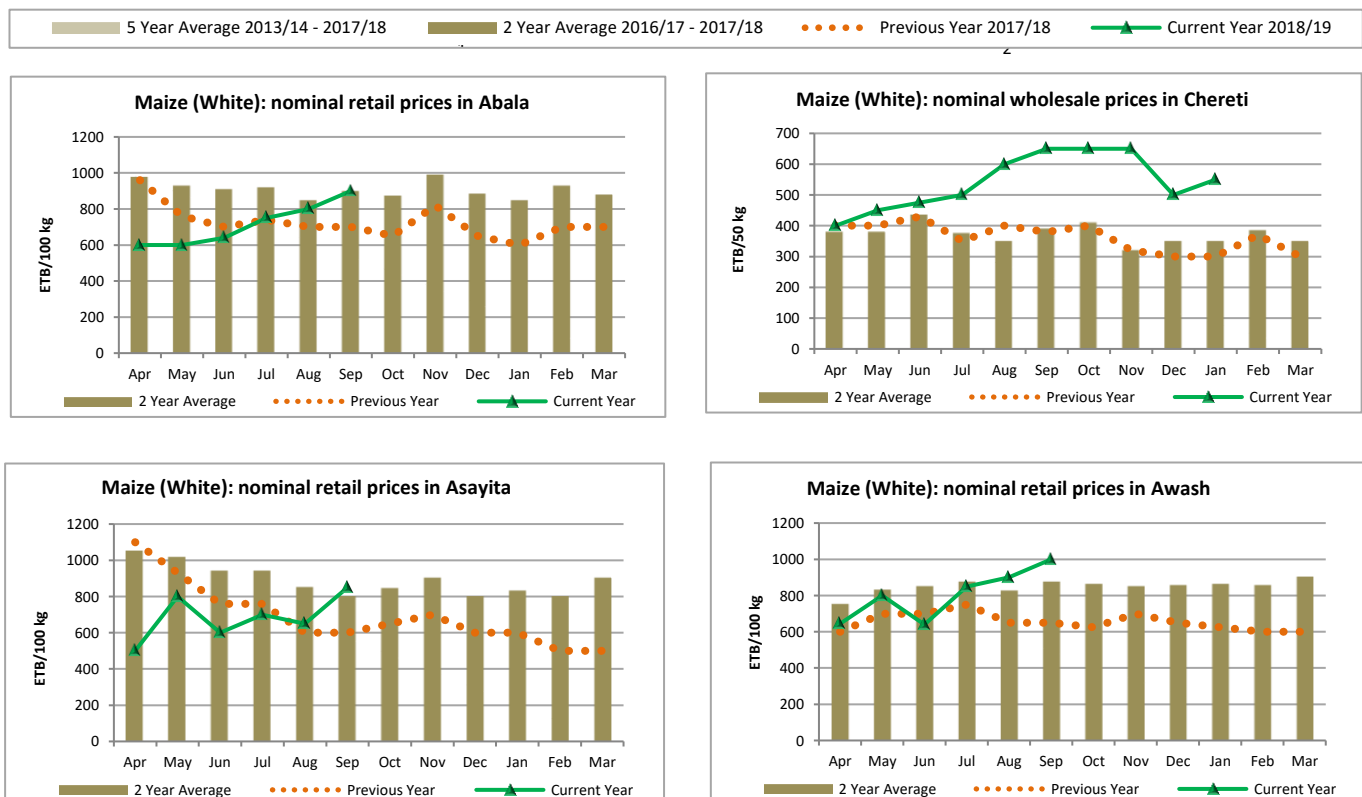 5 Year Average 2013/14 - 2017/18 2 Year Average 2016/17 - 2017/18 Previous Year 2017/18 Current Year 2018/19
2
Maize (White): nominal retail prices in Abala
1200
1000
800
600
400
200
0
ETB/100 kg
Apr May Jun Jul Aug Sep Oct Nov Dec Jan Feb Mar
2 Year Average Previous Year Current Year
Maize (White): nominal wholesale prices in Chereti
700
600
500
400
300
200
100
0
ETB/50 kg
Apr May Jun Jul Aug Sep Oct Nov Dec Jan Feb Mar
2 Year Average Previous Year Current Year
Maize (White): nominal retail prices in Asayita
1200
1000
800
600
400
200
0
ETB/100 kg
Apr May Jun Jul Aug Sep Oct Nov Dec Jan Feb Mar
2 Year Average Previous Year Current Year
Maize (White): nominal retail prices in Awash
1200
1000
800
600
400
200
0
ETB/100 kg
Apr May Jun Jul Aug Sep Oct Nov Dec Jan Feb Mar
2 Year Average Previous Year Current Year